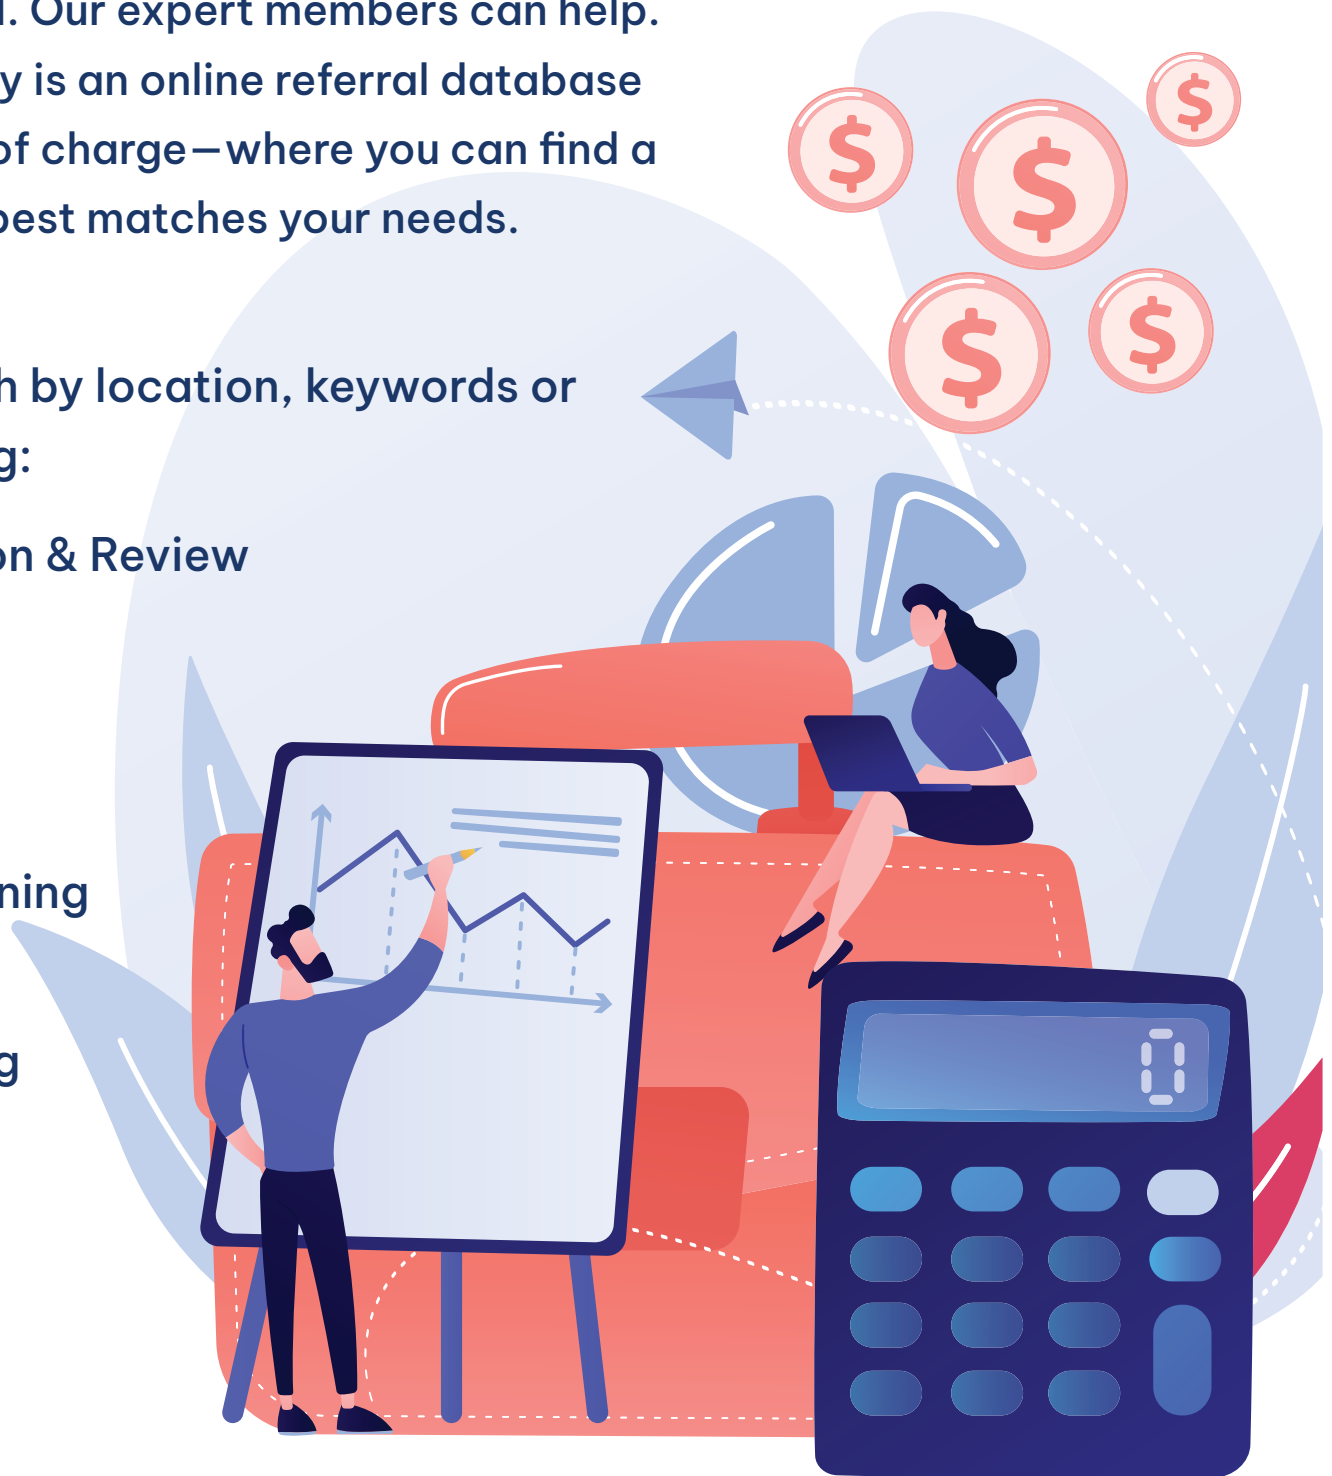 . Our expert members can help.
y is an online referral database
of charge—where you can find a
best matches your needs.
h by location, keywords or
g:
on & Review
ning
g
$
$
$
$
$
0